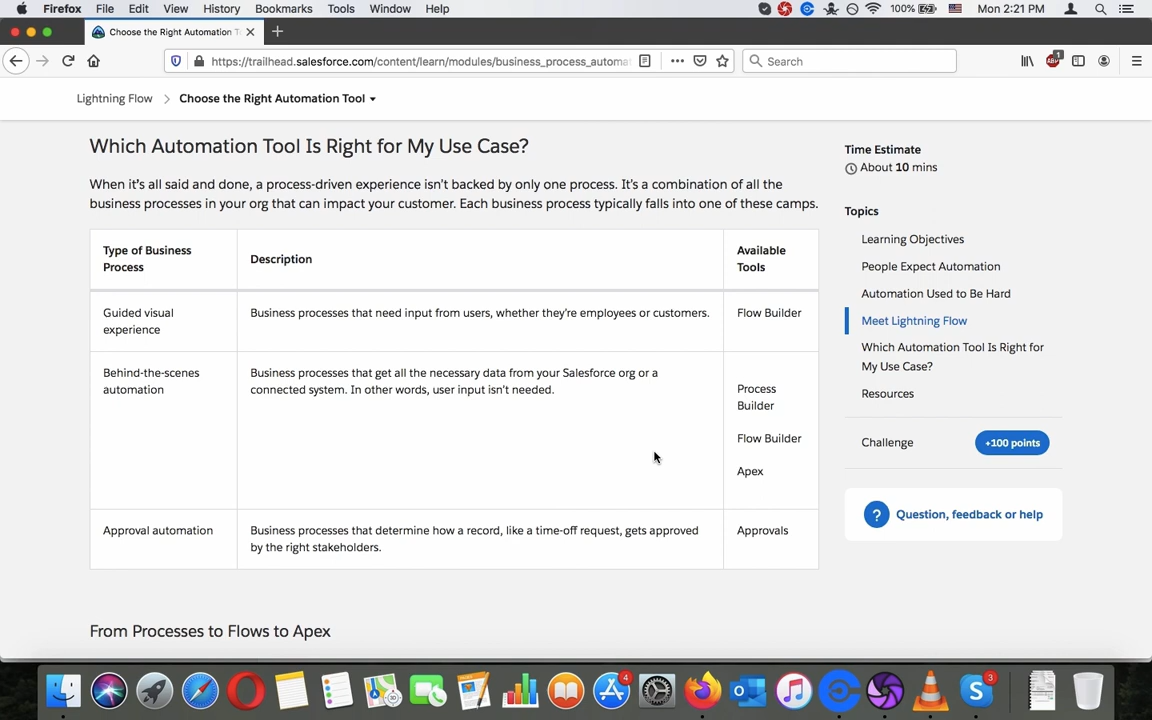 Firefox File Edit View History Bookmarks Tools Window Help 100% Mon 2:21 PM
Choose the Right Automation T
https://trailhead.salesforce.com/content/learn/modules/business_process_automa Search ABP 1
Lightning Flow Choose the Right Automation Tool
Which Automation Tool Is Right for My Use Case?
When it's all said and done, a process-driven experience isn't backed by only one process. It's a combination of all the
business processes in your org that can impact your customer. Each business process typically falls into one of these camps.
Type of Business
Process
Description
Available
Tools
Guided visual
experience
Business processes that need input from users, whether they're employees or customers.
Flow Builder
Behind-the-scenes
automation
Business processes that get all the necessary data from your Salesforce org or a
connected system. In other words, user input isn't needed.
Process
Builder
Flow Builder
Apex
Approval automation
Business processes that determine how a record, like a time-off request, gets approved
by the right stakeholders.
Approvals
From Processes to Flows to Apex
Time Estimate
About 10 mins
Topics
Learning Objectives
People Expect Automation
Automation Used to Be Hard
Meet Lightning Flow
Which Automation Tool Is Right for
My Use Case?
Resources
Challenge +100 points
? Question, feedback or help
4
3